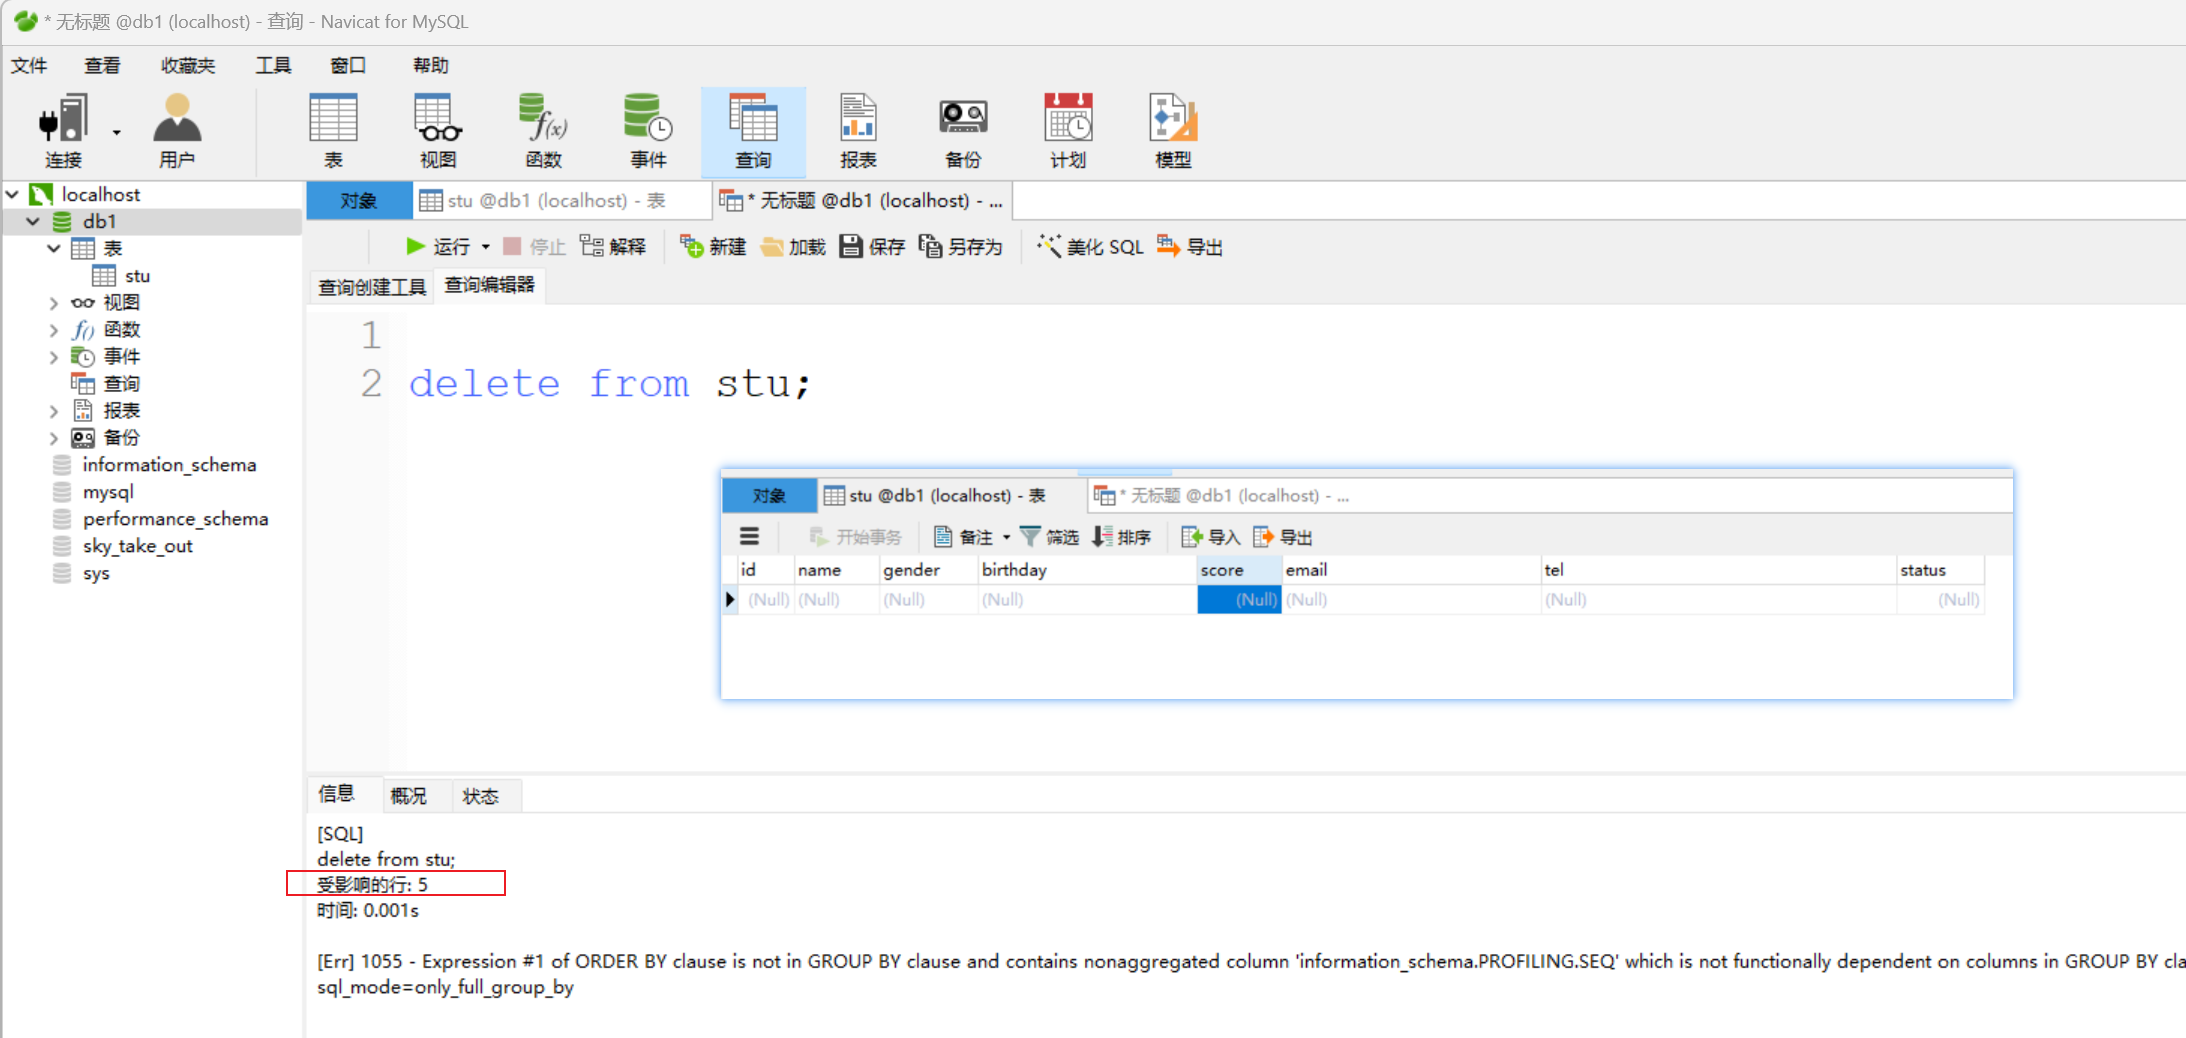 * 无标题 @db1 (localhost) - 查询 - Navicat for MySQL
文件 查看 收藏夹 工具 窗口 帮助
连接 用户 表 视图 函数 事件 查询 报表 备份 计划 模型
localhost
db1
表
stu
视图
函数
事件
查询
报表
备份
information_schema
mysql
performance_schema
sky_take_out
sys
对象 stu @db1 (localhost) - 表 * 无标题 @db1 (localhost) - ...
运行 停止 解释 新建 加载 保存 另存为 美化 SQL 导出
查询创建工具 查询编辑器
1
2 delete from stu;
对象 stu @db1 (localhost) - 表 * 无标题 @db1 (localhost) - ...
开始事务 备注 筛选 排序 导入 导出
id name gender birthday score email tel status
(Null) (Null) (Null) (Null) (Null) (Null) (Null) (Null)
信息 概况 状态
[SQL]
delete from stu;
受影响的行: 5
时间: 0.001s
[Err] 1055 - Expression #1 of ORDER BY clause is not in GROUP BY clause and contains nonaggregated column 'information_schema.PROFILING.SEQ' which is not functionally dependent on columns in GROUP BY cla
sql_mode=only_full_group_by